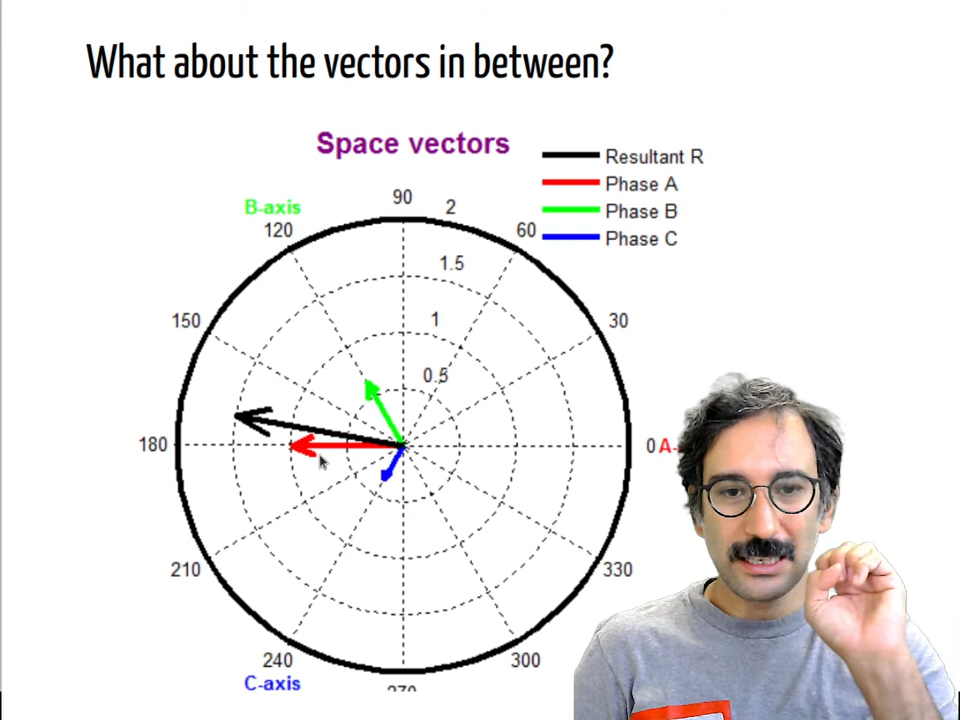 What about the vectors in between?
Space vectors
Resultant R
Phase A
Phase B
Phase C
B-axis
90
2
120
60
1.5
150
1
30
0.5
180
0 A-
210
330
240
300
C-axis
270